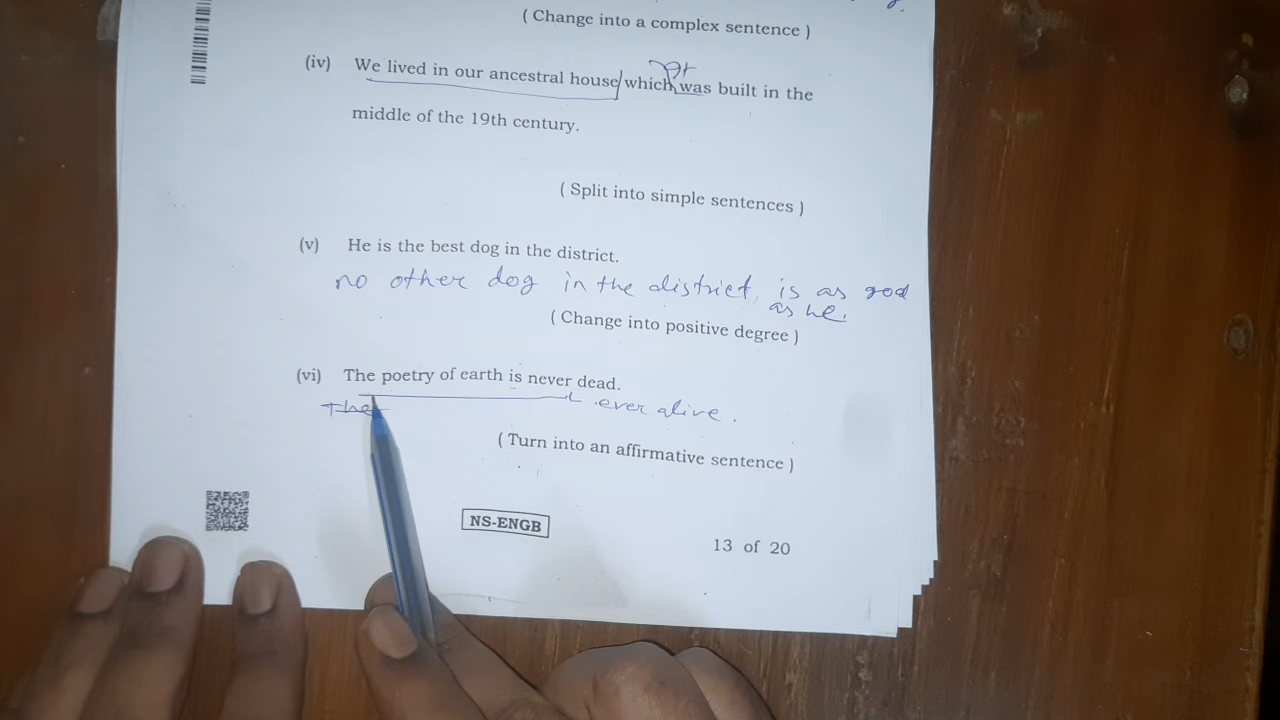 ( Change into a complex sentence )
(iv) We lived in our ancestral house which was built in the
It
middle of the 19th century.
( Split into simple sentences )
(v) He is the best dog in the district.
no other dog in the district, is as good
as he.
( Change into positive degree )
(vi) The poetry of earth is never dead.
The ever alive.
( Turn into an affirmative sentence )
NS-ENGB
13 of 20